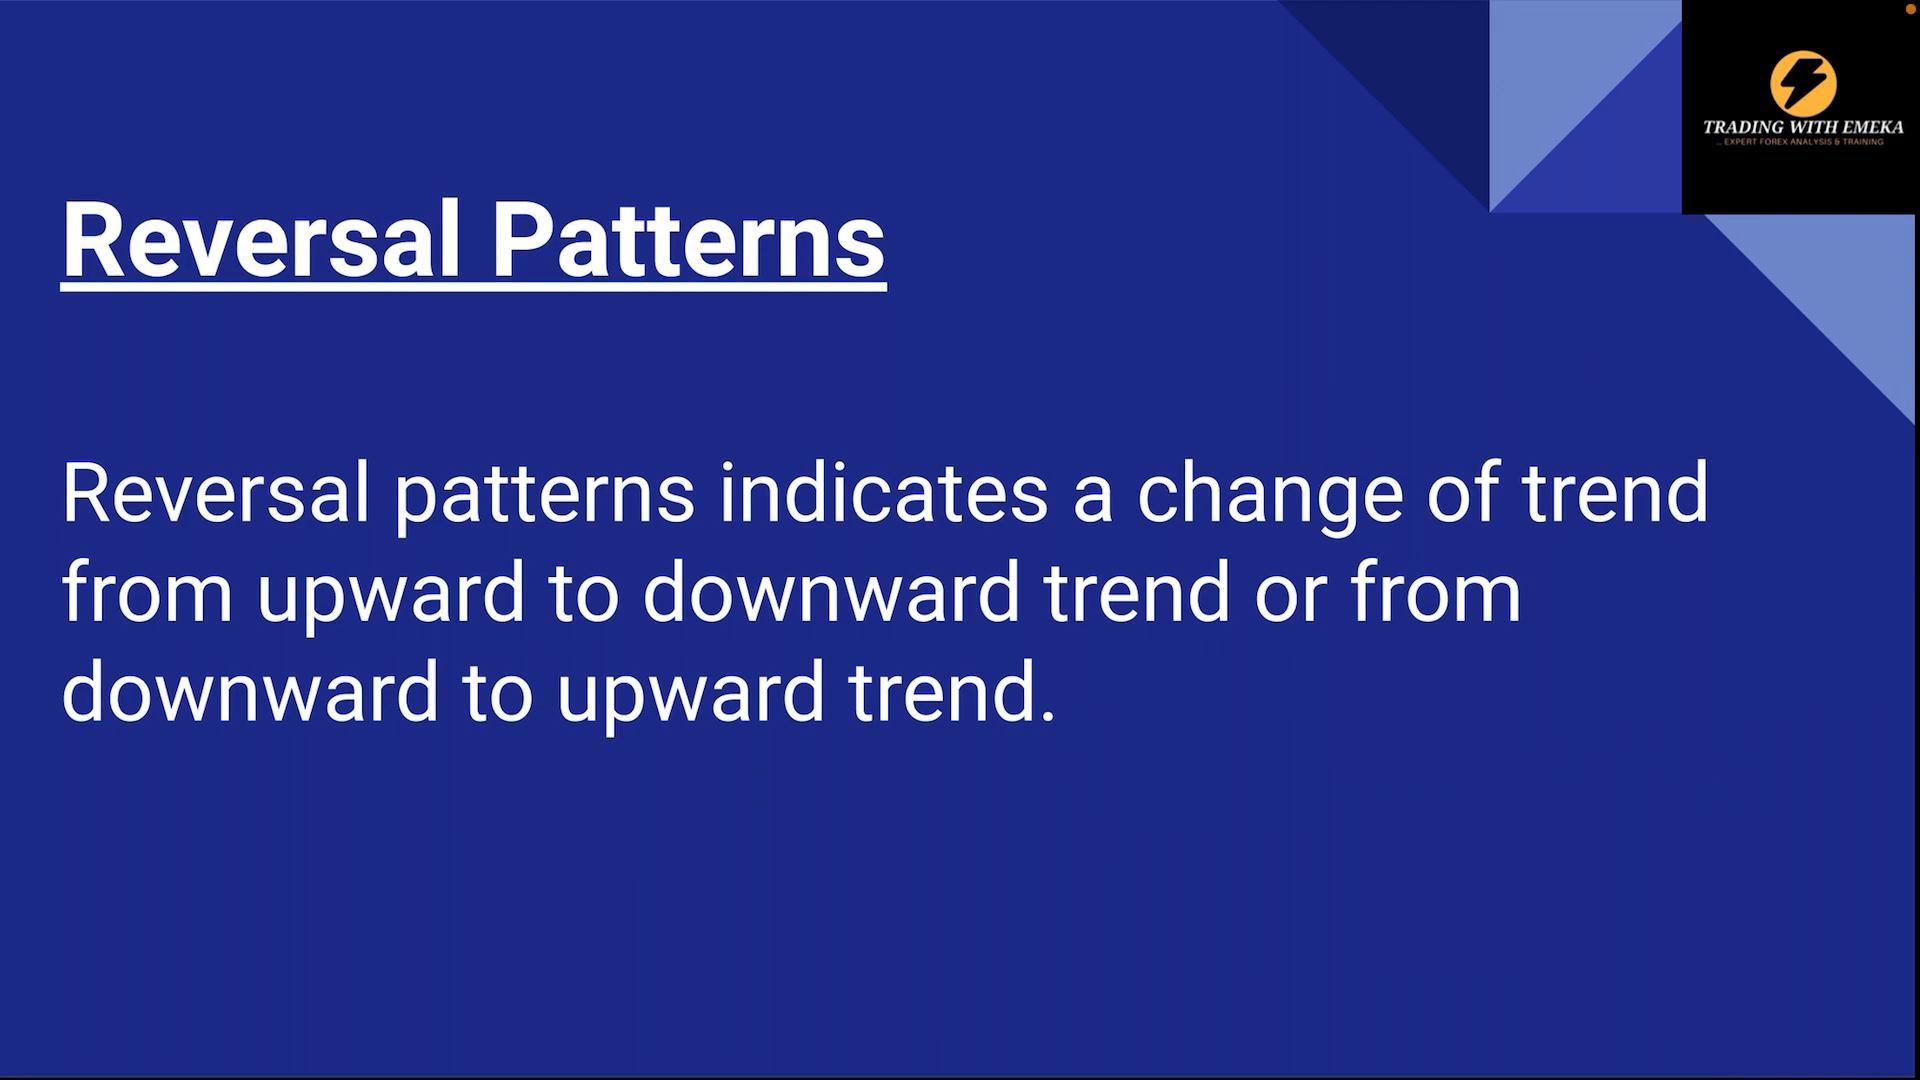 TRADING WITH EMEKA
... EXPERT FOREX ANALYSIS & TRAINING
Reversal Patterns
Reversal patterns indicates a change of trend
from upward to downward trend or from
downward to upward trend.